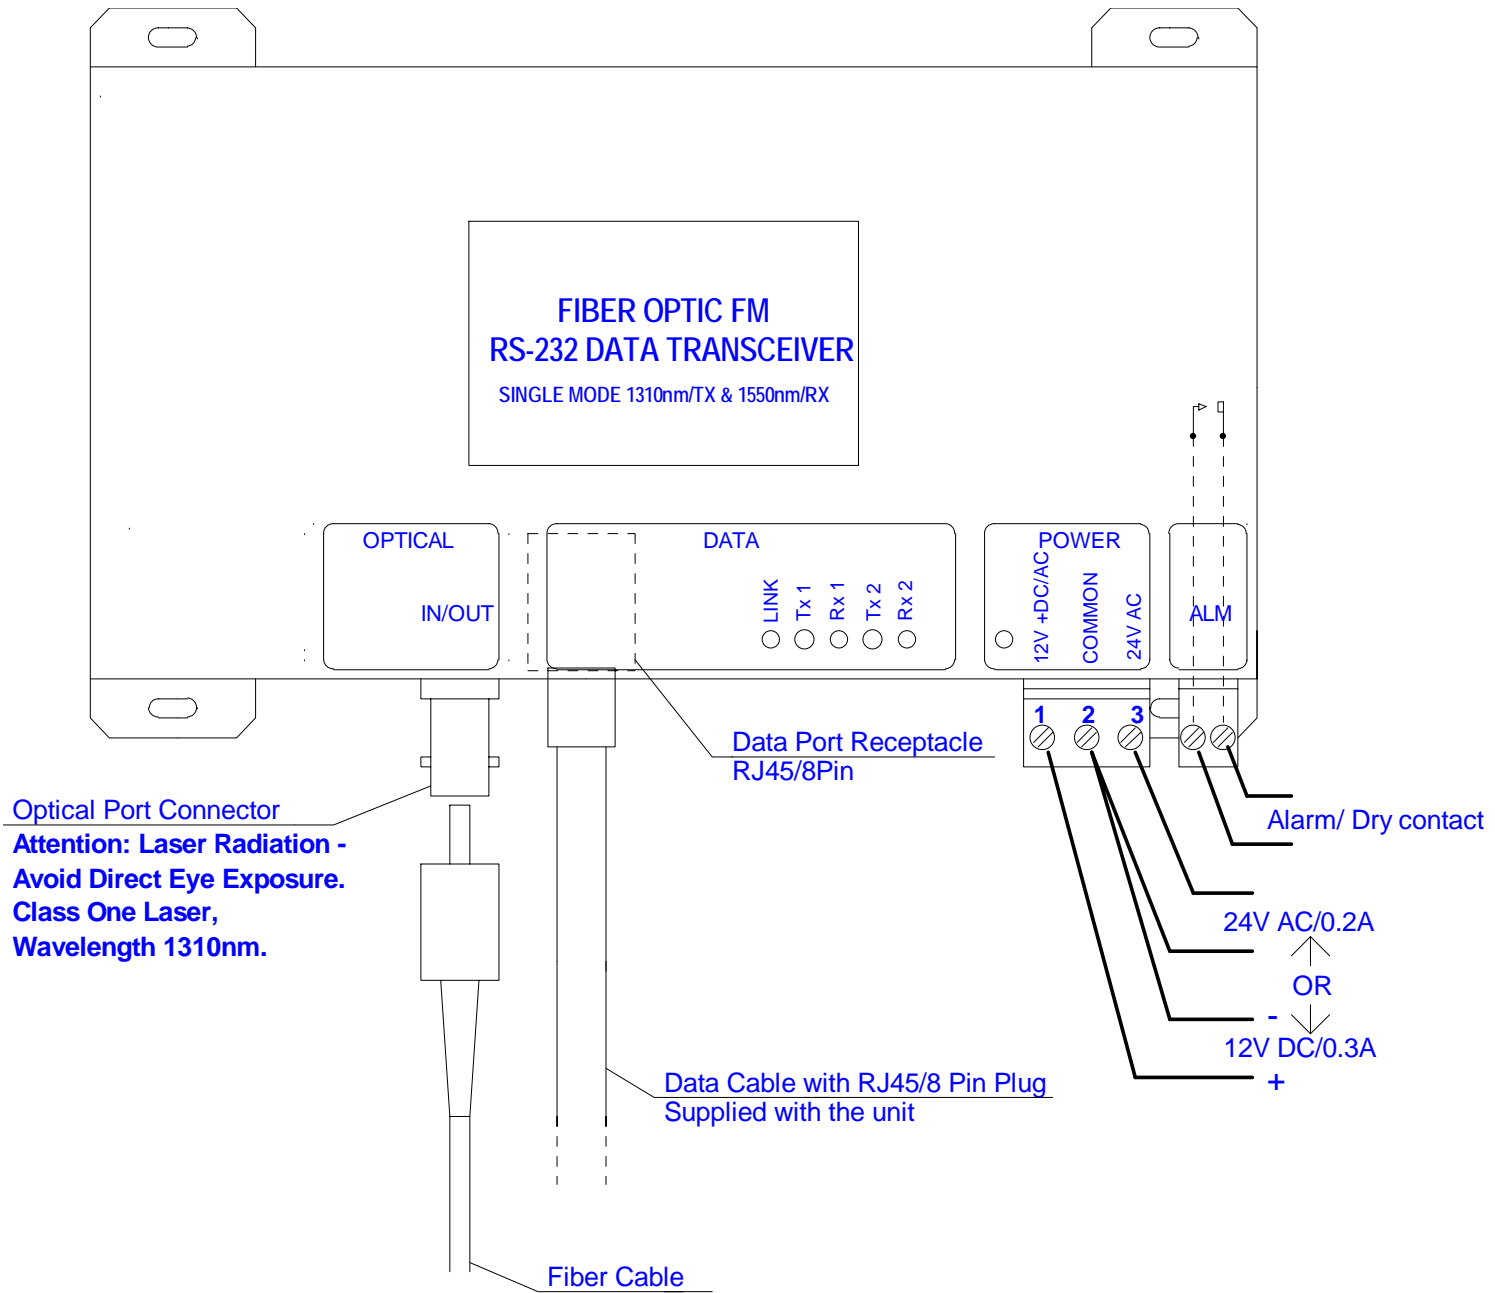 FIBER OPTIC FM
RS-232 DATA TRANSCEIVER
SINGLE MODE 1310nm/TX & 1550nm/RX
OPTICAL
IN/OUT
DATA
LINK
Tx 1
Rx 1
Tx 2
Rx 2
POWER
12V +DC/AC
COMMON
24V AC
ALM
1
2
3
Data Port Receptacle
RJ45/8Pin
Optical Port Connector
Attention: Laser Radiation -
Avoid Direct Eye Exposure.
Class One Laser,
Wavelength 1310nm.
Alarm/ Dry contact
24V AC/0.2A
OR
-
12V DC/0.3A
+
Data Cable with RJ45/8 Pin Plug
Supplied with the unit
Fiber Cable